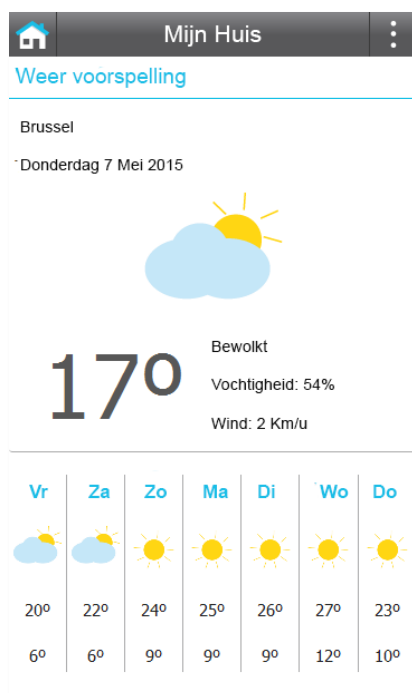 Mijn Huis
Weer voorspelling
Brussel
Donderdag 7 Mei 2015
17º
Bewolkt
Vochtigheid: 54%
Wind: 2 Km/u
Vr Za Zo Ma Di Wo Do
20º 22º 24º 25º 26º 27º 23º
6º 6º 9º 9º 9º 12º 10º